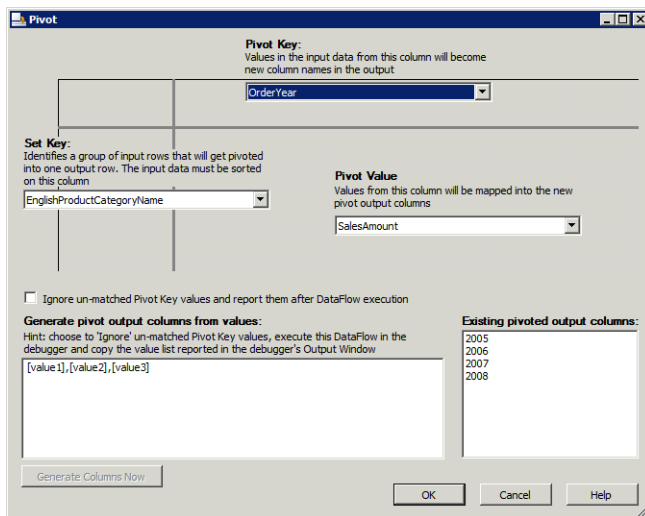 Pivot
Pivot Key:
Values in the input data from this column will become
new column names in the output
OrderYear
Set Key:
Identifies a group of input rows that will get pivoted
into one output row. The input data must be sorted
on this column
EnglishProductCategoryName
Pivot Value
Values from this column will be mapped into the new
pivot output columns
SalesAmount
Ignore un-matched Pivot Key values and report them after DataFlow execution
Generate pivot output columns from values:
Hint: choose to 'Ignore' un-matched Pivot Key values, execute this DataFlow in the
debugger and copy the value list reported in the debugger's Output Window
[value1],[value2],[value3]
Existing pivoted output columns:
2005
2006
2007
2008
Generate Columns Now
OK
Cancel
Help